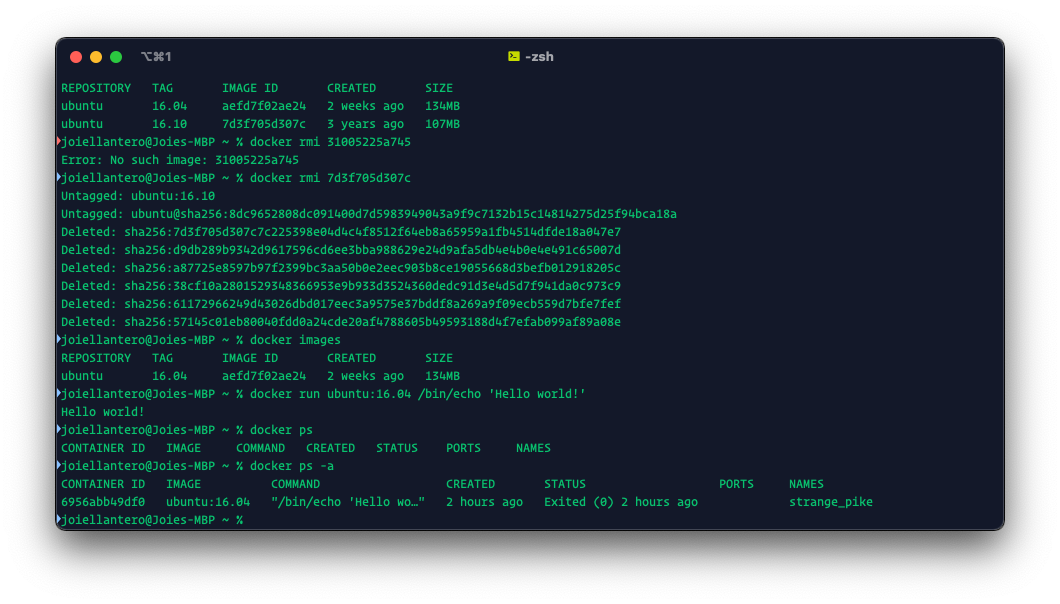 ⌥⌘1
-zsh
REPOSITORY   TAG       IMAGE ID       CREATED       SIZE
ubuntu       16.04     aefd7f02ae24   2 weeks ago   134MB
ubuntu       16.10     7d3f705d307c   3 years ago   107MB
joiellantero@Joies-MBP ~ % docker rmi 31005225a745
Error: No such image: 31005225a745
joiellantero@Joies-MBP ~ % docker rmi 7d3f705d307c
Untagged: ubuntu:16.10
Untagged: ubuntu@sha256:8dc9652808dc091400d7d5983949043a9f9c7132b15c14814275d25f94bca18a
Deleted: sha256:7d3f705d307c7c225398e04d4c4f8512f64eb8a65959a1fb4514dfde18a047e7
Deleted: sha256:d9db289b9342d9617596cd6ee3bba988629e24d9afa5db4e4b0e4e491c65007d
Deleted: sha256:a87725e8597b97f2399bc3aa50b0e2eec903b8ce19055668d3befb012918205c
Deleted: sha256:38cf10a2801529348366953e9b933d3524360dedc91d3e4d5d7f941da0c973c9
Deleted: sha256:61172966249d43026dbd017eec3a9575e37bddf8a269a9f09ecb559d7bfe7fef
Deleted: sha256:57145c01eb80040fdd0a24cde20af4788605b49593188d4f7efab099af89a08e
joiellantero@Joies-MBP ~ % docker images
REPOSITORY   TAG       IMAGE ID       CREATED       SIZE
ubuntu       16.04     aefd7f02ae24   2 weeks ago   134MB
joiellantero@Joies-MBP ~ % docker run ubuntu:16.04 /bin/echo 'Hello world!'
Hello world!
joiellantero@Joies-MBP ~ % docker ps
CONTAINER ID   IMAGE     COMMAND   CREATED   STATUS    PORTS     NAMES
joiellantero@Joies-MBP ~ % docker ps -a
CONTAINER ID   IMAGE          COMMAND                  CREATED       STATUS                   PORTS     NAMES
6956abb49df0   ubuntu:16.04   "/bin/echo 'Hello wo…"   2 hours ago   Exited (0) 2 hours ago             strange_pike
joiellantero@Joies-MBP ~ %